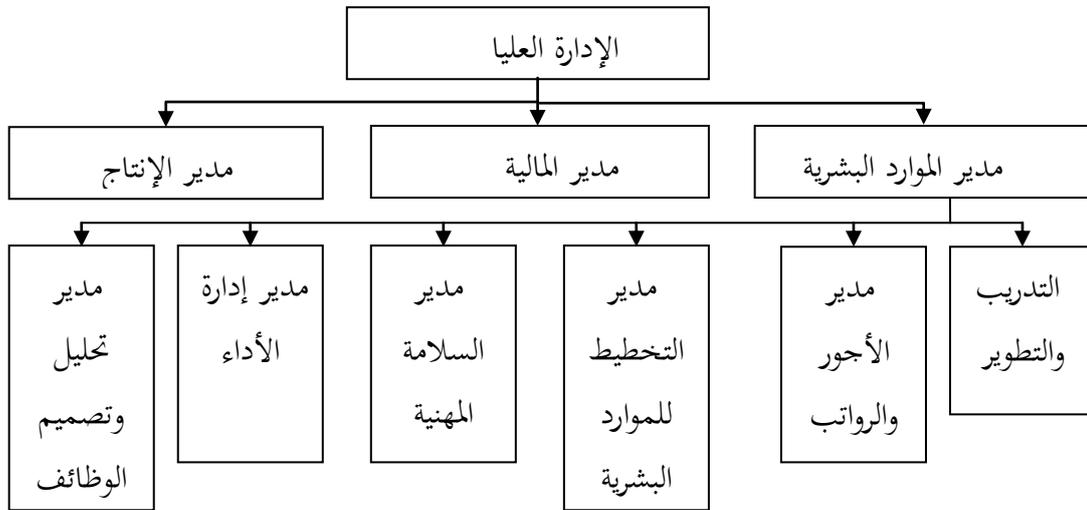 الإدارة العليا
مدير الموارد البشرية
مدير المالية
مدير الإنتاج
التدريب
والتطوير
مدير
الأجور
والرواتب
مدير
التخطيط
للموارد
البشرية
مدير
السلامة
المهنية
مدير إدارة
الأداء
مدير
تحليل
وتصميم
الوظائف